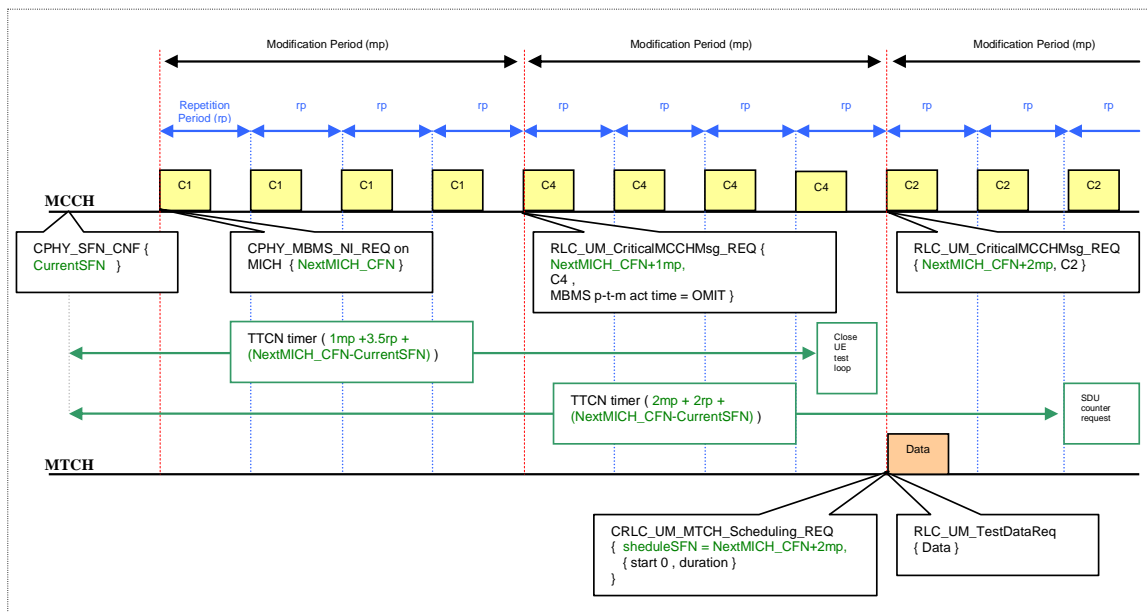 Modification Period (mp)
Modification Period (mp)
Modification Period (mp)
Repetition
Period (rp)
rp
rp
rp
rp
rp
rp
rp
rp
rp
rp
C1
C1
C1
C1
C4
C4
C4
C4
C2
C2
C2
MCCH
CPHY_SFN_CNF {
CurrentSFN }
CPHY_MBMS_NI_REQ on
MICH { NextMICH_CFN }
RLC_UM_CriticalMCCHMsg_REQ {
NextMICH_CFN+1mp,
C4 ,
MBMS p-t-m act time = OMIT }
RLC_UM_CriticalMCCHMsg_REQ
{ NextMICH_CFN+2mp, C2 }
TTCN timer ( 1mp +3.5rp +
(NextMICH_CFN-CurrentSFN) )
Close
UE
test
loop
TTCN timer ( 2mp + 2rp +
(NextMICH_CFN-CurrentSFN) )
SDU
counter
request
Data
MTCH
CRLC_UM_MTCH_Scheduling_REQ
{ sheduleSFN = NextMICH_CFN+2mp,
{ start 0 , duration }
}
RLC_UM_TestDataReq
{ Data }